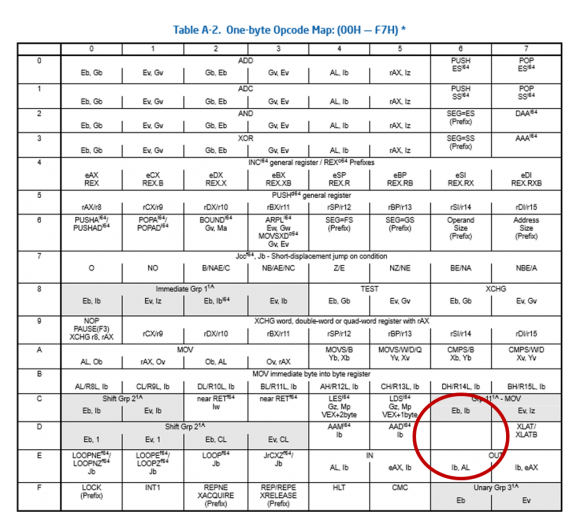 Table A-2. One-byte Opcode Map: (00H — F7H) *
0 1 2 3 4 5 6 7
0 ADD PUSH ES^i64 POP ES^i64
Eb, Gb Ev, Gv Gb, Eb Gv, Ev AL, Ib rAX, Iz
1 ADC PUSH SS^i64 POP SS^i64
Eb, Gb Ev, Gv Gb, Eb Gv, Ev AL, Ib rAX, Iz
2 AND SEG=ES (Prefix) DAA^i64
Eb, Gb Ev, Gv Gb, Eb Gv, Ev AL, Ib rAX, Iz
3 XOR SEG=SS (Prefix) AAA^i64
Eb, Gb Ev, Gv Gb, Eb Gv, Ev AL, Ib rAX, Iz
4 INC^i64 general register / REX^o64 Prefixes
eAX eCX eDX eBX eSP eBP eSI eDI
REX REX.B REX.X REX.XB REX.R REX.RB REX.RX REX.RXB
5 PUSH^d64 general register
rAX/r8 rCX/r9 rDX/r10 rBX/r11 rSP/r12 rBP/r13 rSI/r14 rDI/r15
6 PUSHA^i64/ POPA^i64/ BOUND^i64 ARPL^i64 SEG=FS SEG=GS Operand Address
PUSHAD^i64 POPAD^i64 Gv, Ma Ew, Gw (Prefix) (Prefix) Size Size
MOVSXD^o64 (Prefix) (Prefix)
Gv, Ev
7 Jcc^f64, Jb - Short-displacement jump on condition
O NO B/NAE/C NB/AE/NC Z/E NZ/NE BE/NA NBE/A
8 Immediate Grp 1^1A TEST XCHG
Eb, Ib Ev, Iz Eb, Ib^i64 Ev, Ib Eb, Gb Ev, Gv Eb, Gb Ev, Gv
9 NOP XCHG word, double-word or quad-word register with rAX
PAUSE(F3)
XCHG r8, rAX rCX/r9 rDX/r10 rBX/r11 rSP/r12 rBP/r13 rSI/r14 rDI/r15
A MOV MOVS/B MOVS/W/D/Q CMPS/B CMPS/W/D
Yb, Xb Yv, Xv Xb, Yb Xv, Yv
AL, Ob rAX, Ov Ob, AL Ov, rAX
B MOV immediate byte into byte register
AL/R8L, Ib CL/R9L, Ib DL/R10L, Ib BL/R11L, Ib AH/R12L, Ib CH/R13L, Ib DH/R14L, Ib BH/R15L, Ib
C Shift Grp 2^1A near RET^f64 near RET^f64 LES^i64 LDS^i64 Grp 11^1A - MOV
Iw Gz, Mp Gz, Mp
Eb, Ib Ev, Ib VEX+2byte VEX+1byte Eb, Ib Ev, Iz
D Shift Grp 2^1A AAM^i64 AAD^i64 XLAT/
Ib Ib XLATB
Eb, 1 Ev, 1 Eb, CL Ev, CL
E LOOPNE^f64/ LOOPE^f64/ LOOP^f64 JrCXZ^f64/ IN OUT
LOOPNZ^f64 LOOPZ^f64 Jb Jb
Jb Jb AL, Ib eAX, Ib Ib, AL Ib, eAX
F LOCK INT1 REPNE REP/REPE HLT CMC Unary Grp 3^1A
(Prefix) XACQUIRE XRELEASE
(Prefix) (Prefix) Eb Ev